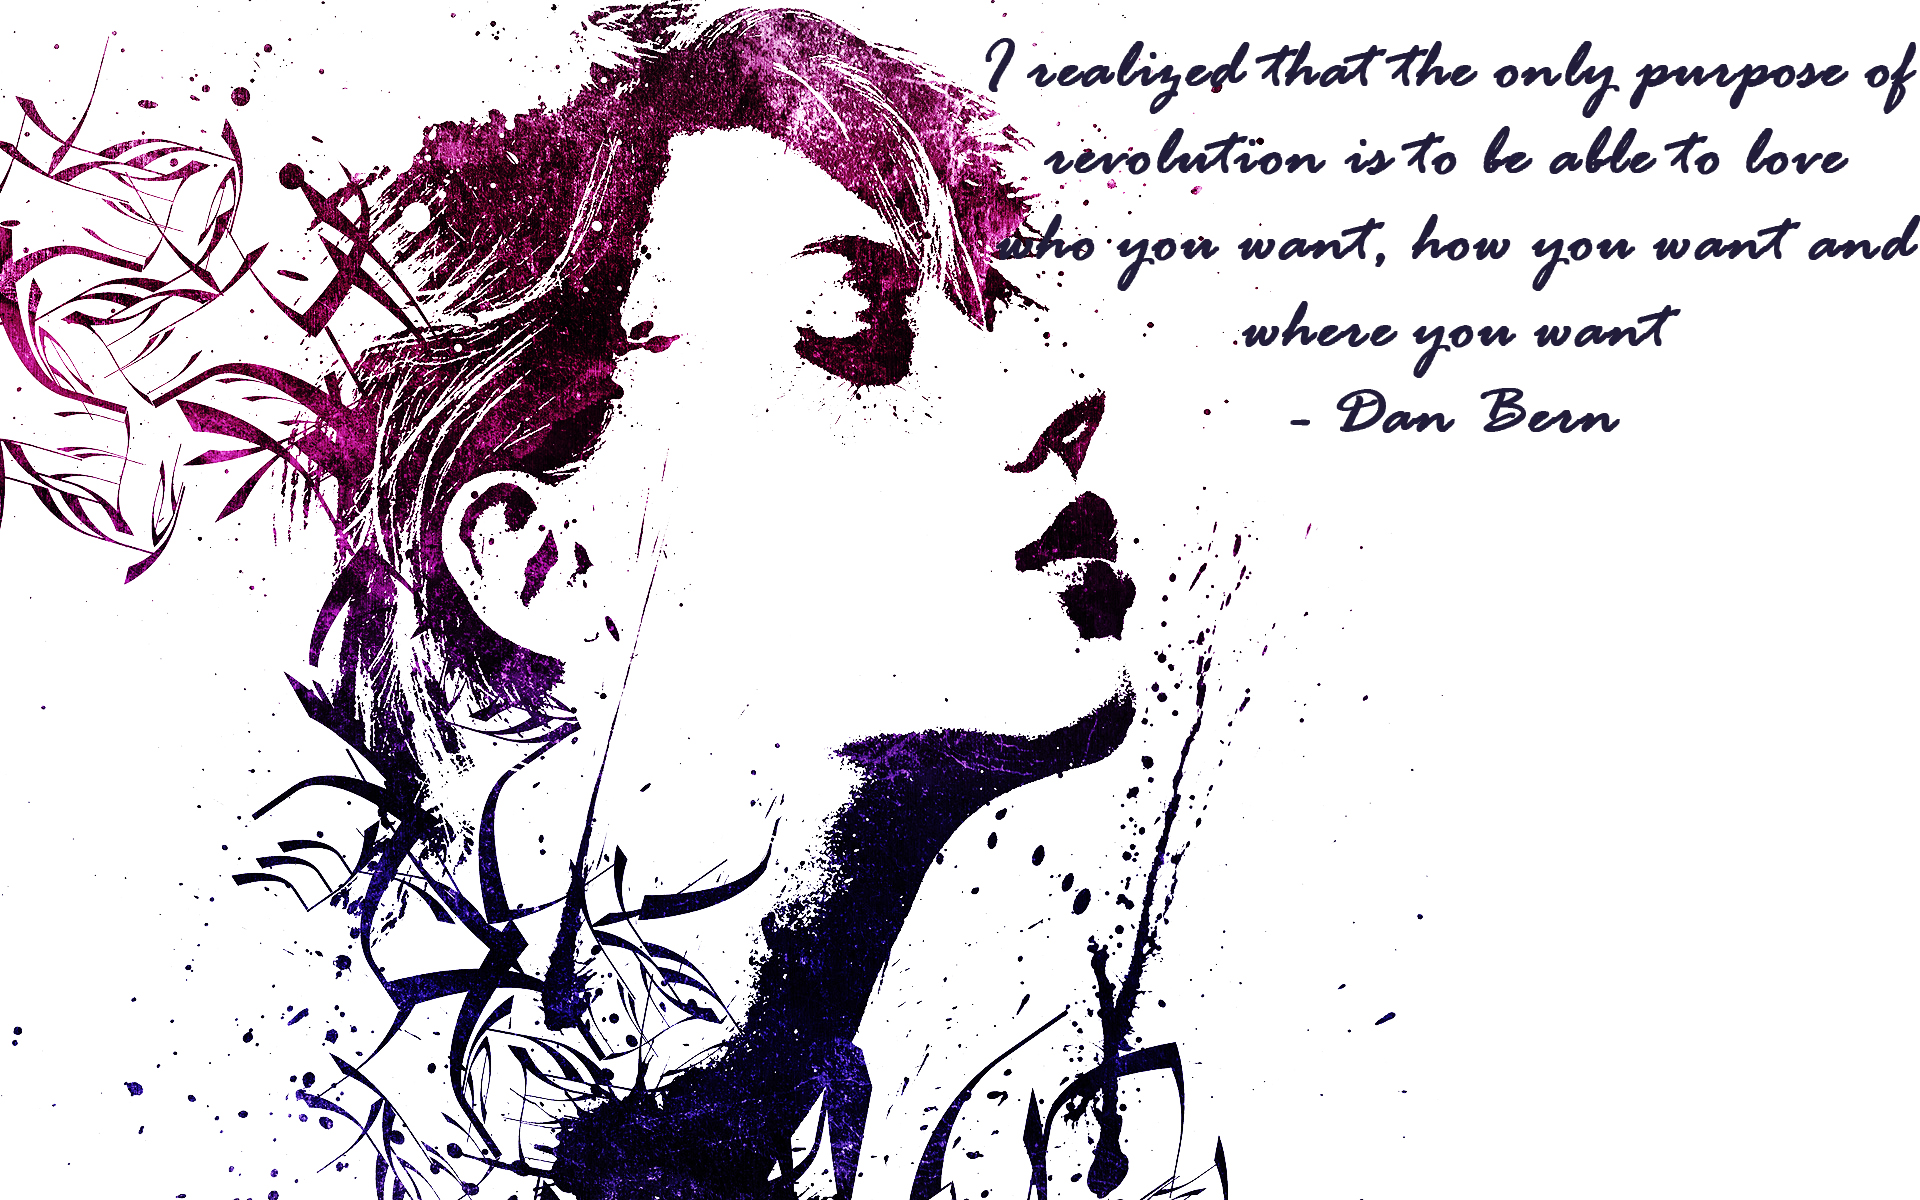 I realized that the only purpose of
revolution is to be able to love
who you want, how you want and
where you want
- Dan Bern